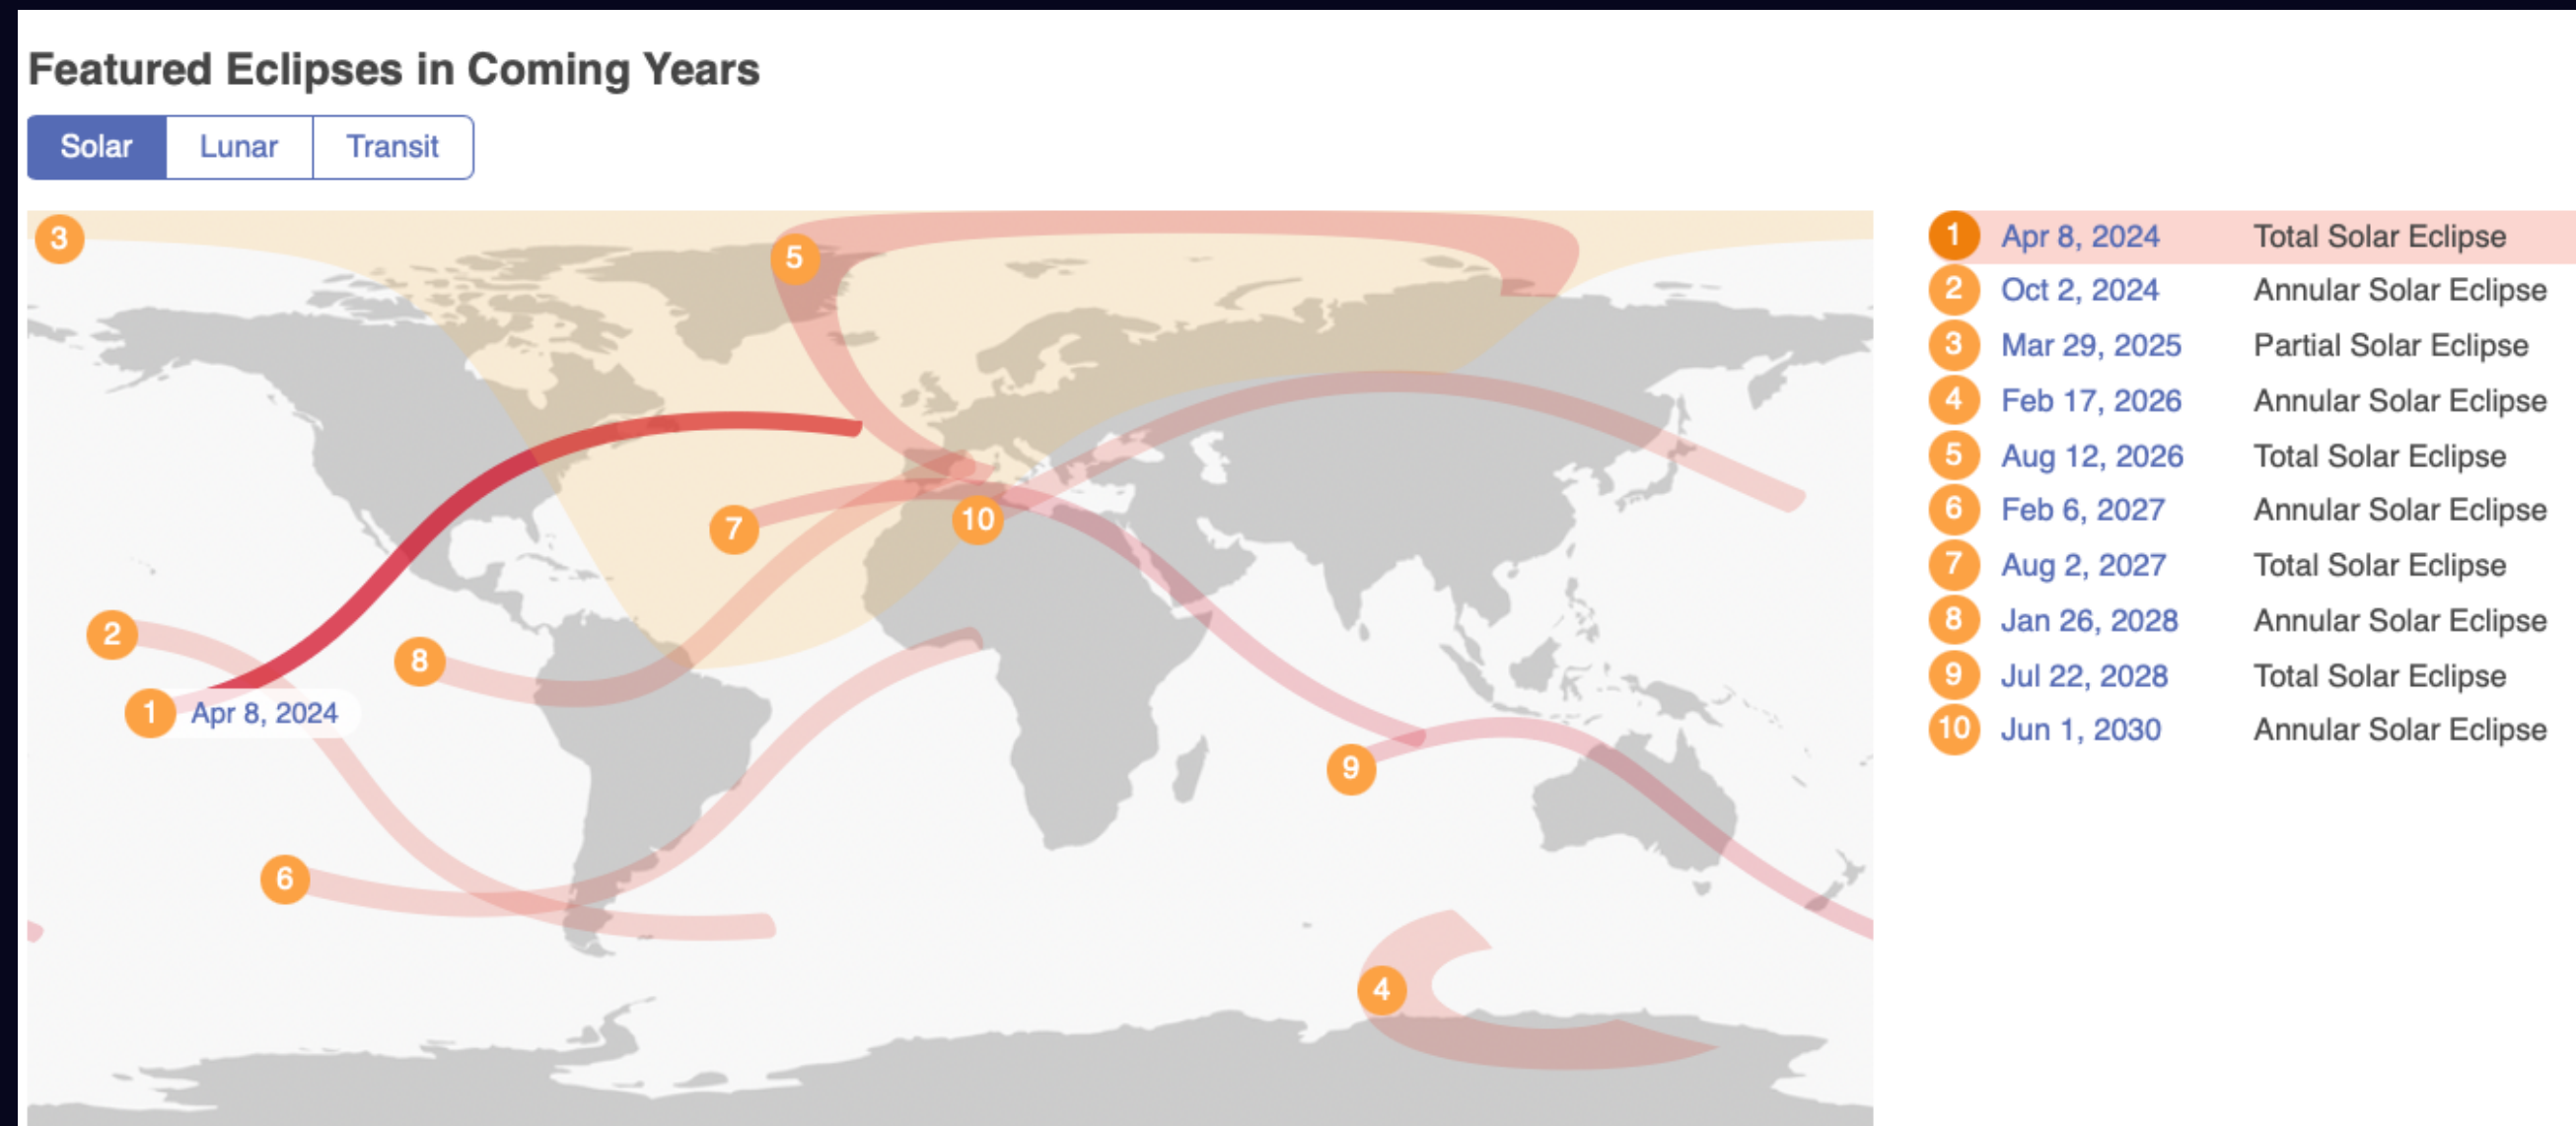 Featured Eclipses in Coming Years
Solar Lunar Transit
3
5
7
10
2
8
1 Apr 8, 2024
9
6
4
1 Apr 8, 2024 Total Solar Eclipse
2 Oct 2, 2024 Annular Solar Eclipse
3 Mar 29, 2025 Partial Solar Eclipse
4 Feb 17, 2026 Annular Solar Eclipse
5 Aug 12, 2026 Total Solar Eclipse
6 Feb 6, 2027 Annular Solar Eclipse
7 Aug 2, 2027 Total Solar Eclipse
8 Jan 26, 2028 Annular Solar Eclipse
9 Jul 22, 2028 Total Solar Eclipse
10 Jun 1, 2030 Annular Solar Eclipse